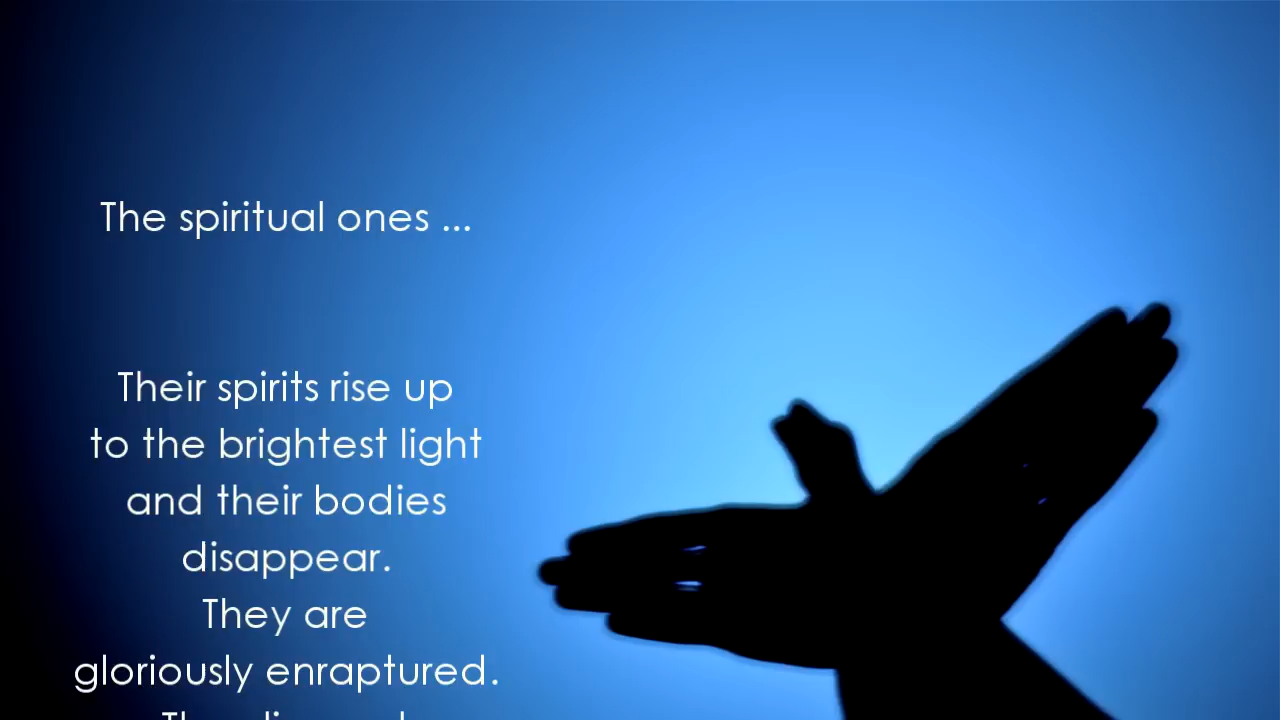 The spiritual ones ...
Their spirits rise up
to the brightest light
and their bodies
disappear.
They are
gloriously enraptured.